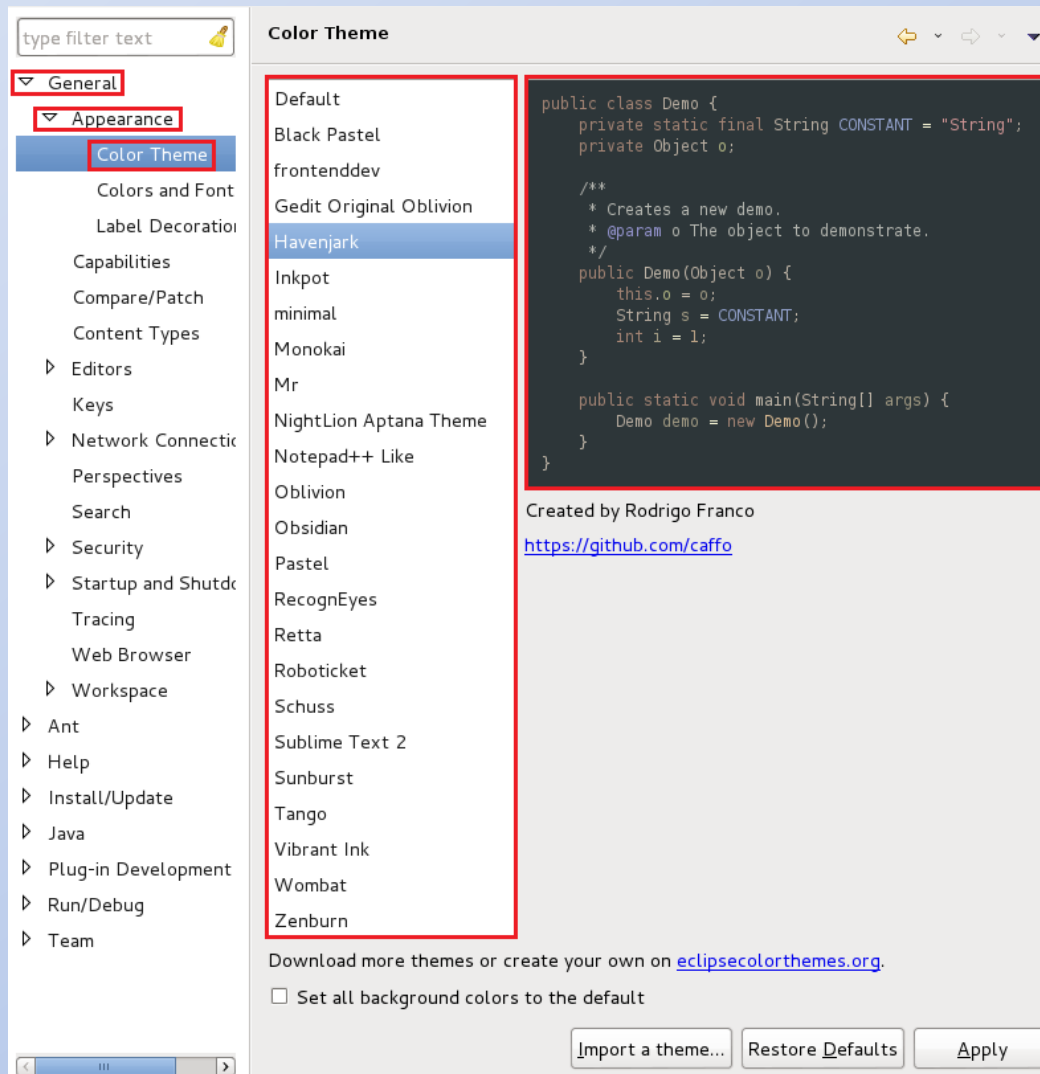 type filter text
General
Appearance
Color Theme
Colors and Font
Label Decoration
Capabilities
Compare/Patch
Content Types
Editors
Keys
Network Connectic
Perspectives
Search
Security
Startup and Shutdo
Tracing
Web Browser
Workspace
Ant
Help
Install/Update
Java
Plug-in Development
Run/Debug
Team
Color Theme
Default
Black Pastel
frontenddev
Gedit Original Oblivion
Havenjark
Inkpot
minimal
Monokai
Mr
NightLion Aptana Theme
Notepad++ Like
Oblivion
Obsidian
Pastel
RecognEyes
Retta
Roboticket
Schuss
Sublime Text 2
Sunburst
Tango
Vibrant Ink
Wombat
Zenburn
public class Demo {
    private static final String CONSTANT = "String";
    private Object o;
    /**
     * Creates a new demo.
     * @param o The object to demonstrate.
     */
    public Demo(Object o) {
        this.o = o;
        String s = CONSTANT;
        int i = 1;
    }
    public static void main(String[] args) {
        Demo demo = new Demo();
    }
}
Created by Rodrigo Franco
https://github.com/caffo
Download more themes or create your own on eclipsecolorthemes.org.
Set all background colors to the default
Import a theme...
Restore Defaults
Apply